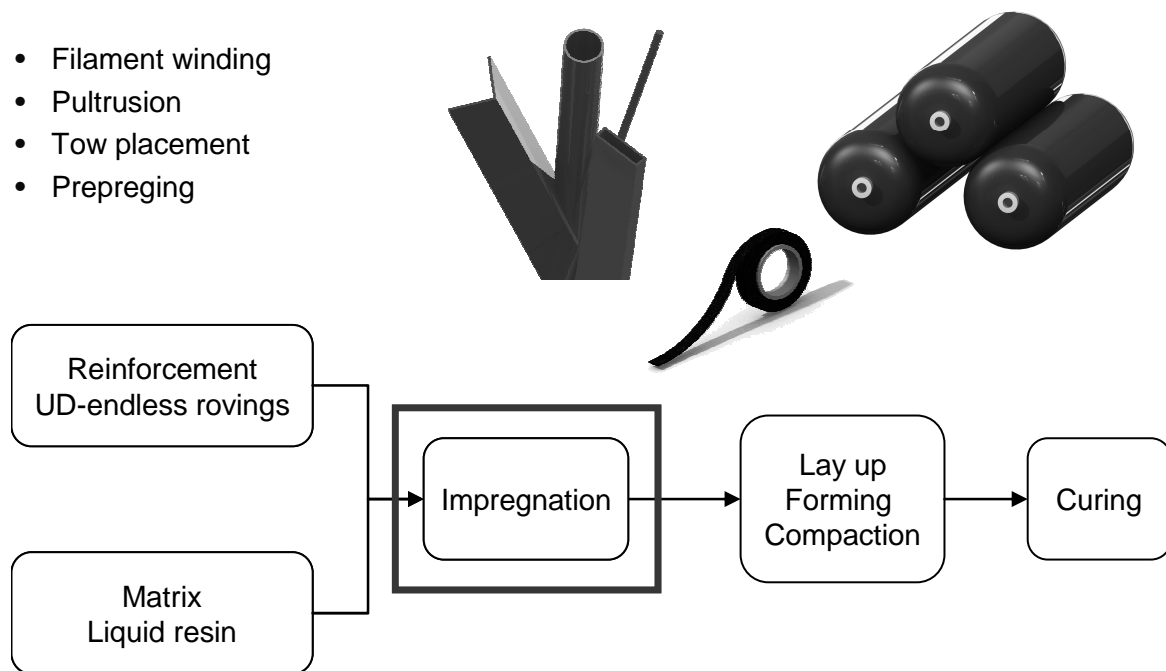 • Filament winding
• Pultrusion
• Tow placement
• Prepreging
Reinforcement
UD-endless rovings
Matrix
Liquid resin
Impregnation
Lay up
Forming
Compaction
Curing